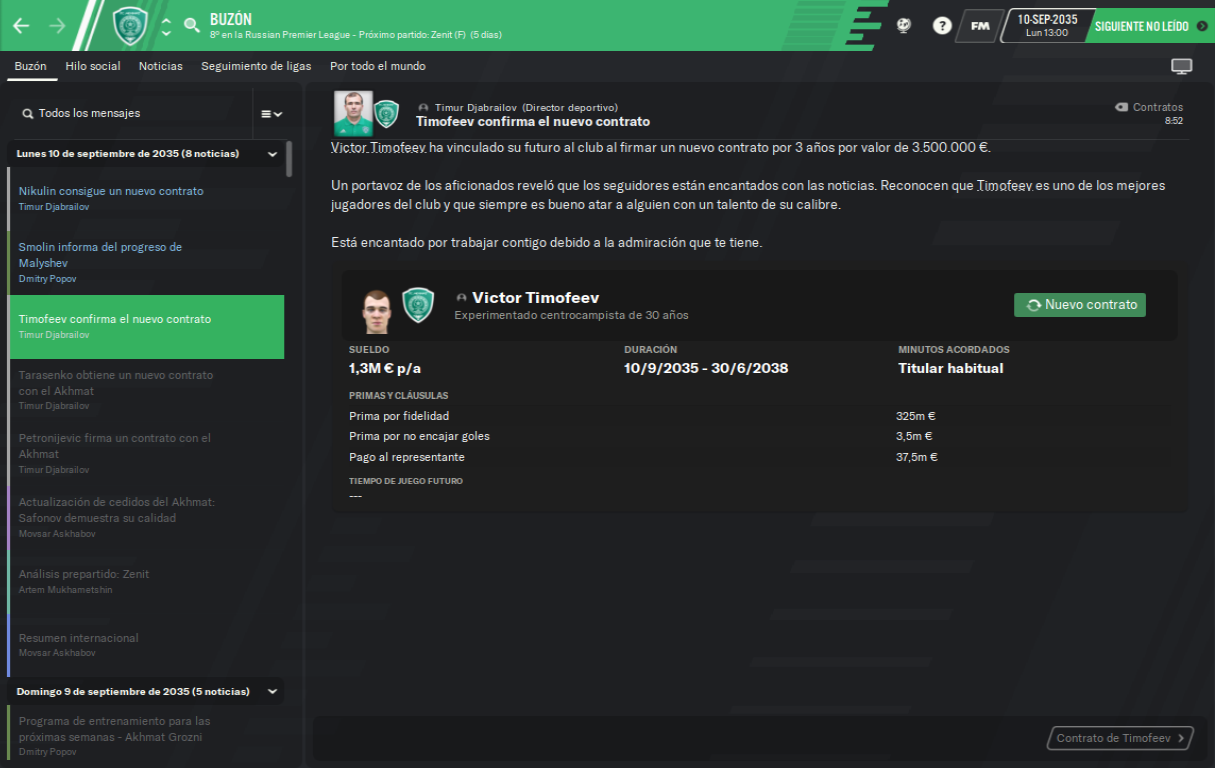 BUZÓN
8º en la Russian Premier League - Próximo partido: Zenit (F) (5 días)
?
FM
10-SEP-2035
Lun 13:00
SIGUIENTE NO LEÍDO
Buzón
Hilo social
Noticias
Seguimiento de ligas
Por todo el mundo
Todos los mensajes
Lunes 10 de septiembre de 2035 (8 noticias)
Nikulin consigue un nuevo contrato
Timur Djabrailov
Smolin informa del progreso de
Malyshev
Dmitry Popov
Timofeev confirma el nuevo contrato
Timur Djabrailov
Tarasenko obtiene un nuevo contrato
con el Akhmat
Timur Djabrailov
Petronijevic firma un contrato con el
Akhmat
Timur Djabrailov
Actualización de cedidos del Akhmat:
Safonov demuestra su calidad
Movsar Askhabov
Análisis prepartido: Zenit
Artem Mukhametshin
Resumen internacional
Movsar Askhabov
Domingo 9 de septiembre de 2035 (5 noticias)
Programa de entrenamiento para las
próximas semanas - Akhmat Grozni
Dmitry Popov
Timur Djabrailov (Director deportivo)
Timofeev confirma el nuevo contrato
Contratos
8:52
Victor Timofeev ha vinculado su futuro al club al firmar un nuevo contrato por 3 años por valor de 3.500.000 €.
Un portavoz de los aficionados reveló que los seguidores están encantados con las noticias. Reconocen que Timofeev es uno de los mejores
jugadores del club y que siempre es bueno atar a alguien con un talento de su calibre.
Está encantado por trabajar contigo debido a la admiración que te tiene.
Victor Timofeev
Experimentado centrocampista de 30 años
Nuevo contrato
SUELDO
DURACIÓN
MINUTOS ACORDADOS
1,3M € p/a
10/9/2035 - 30/6/2038
Titular habitual
PRIMAS Y CLÁUSULAS
Prima por fidelidad
325m €
Prima por no encajar goles
3,5m €
Pago al representante
37,5m €
TIEMPO DE JUEGO FUTURO
---
Contrato de Timofeev